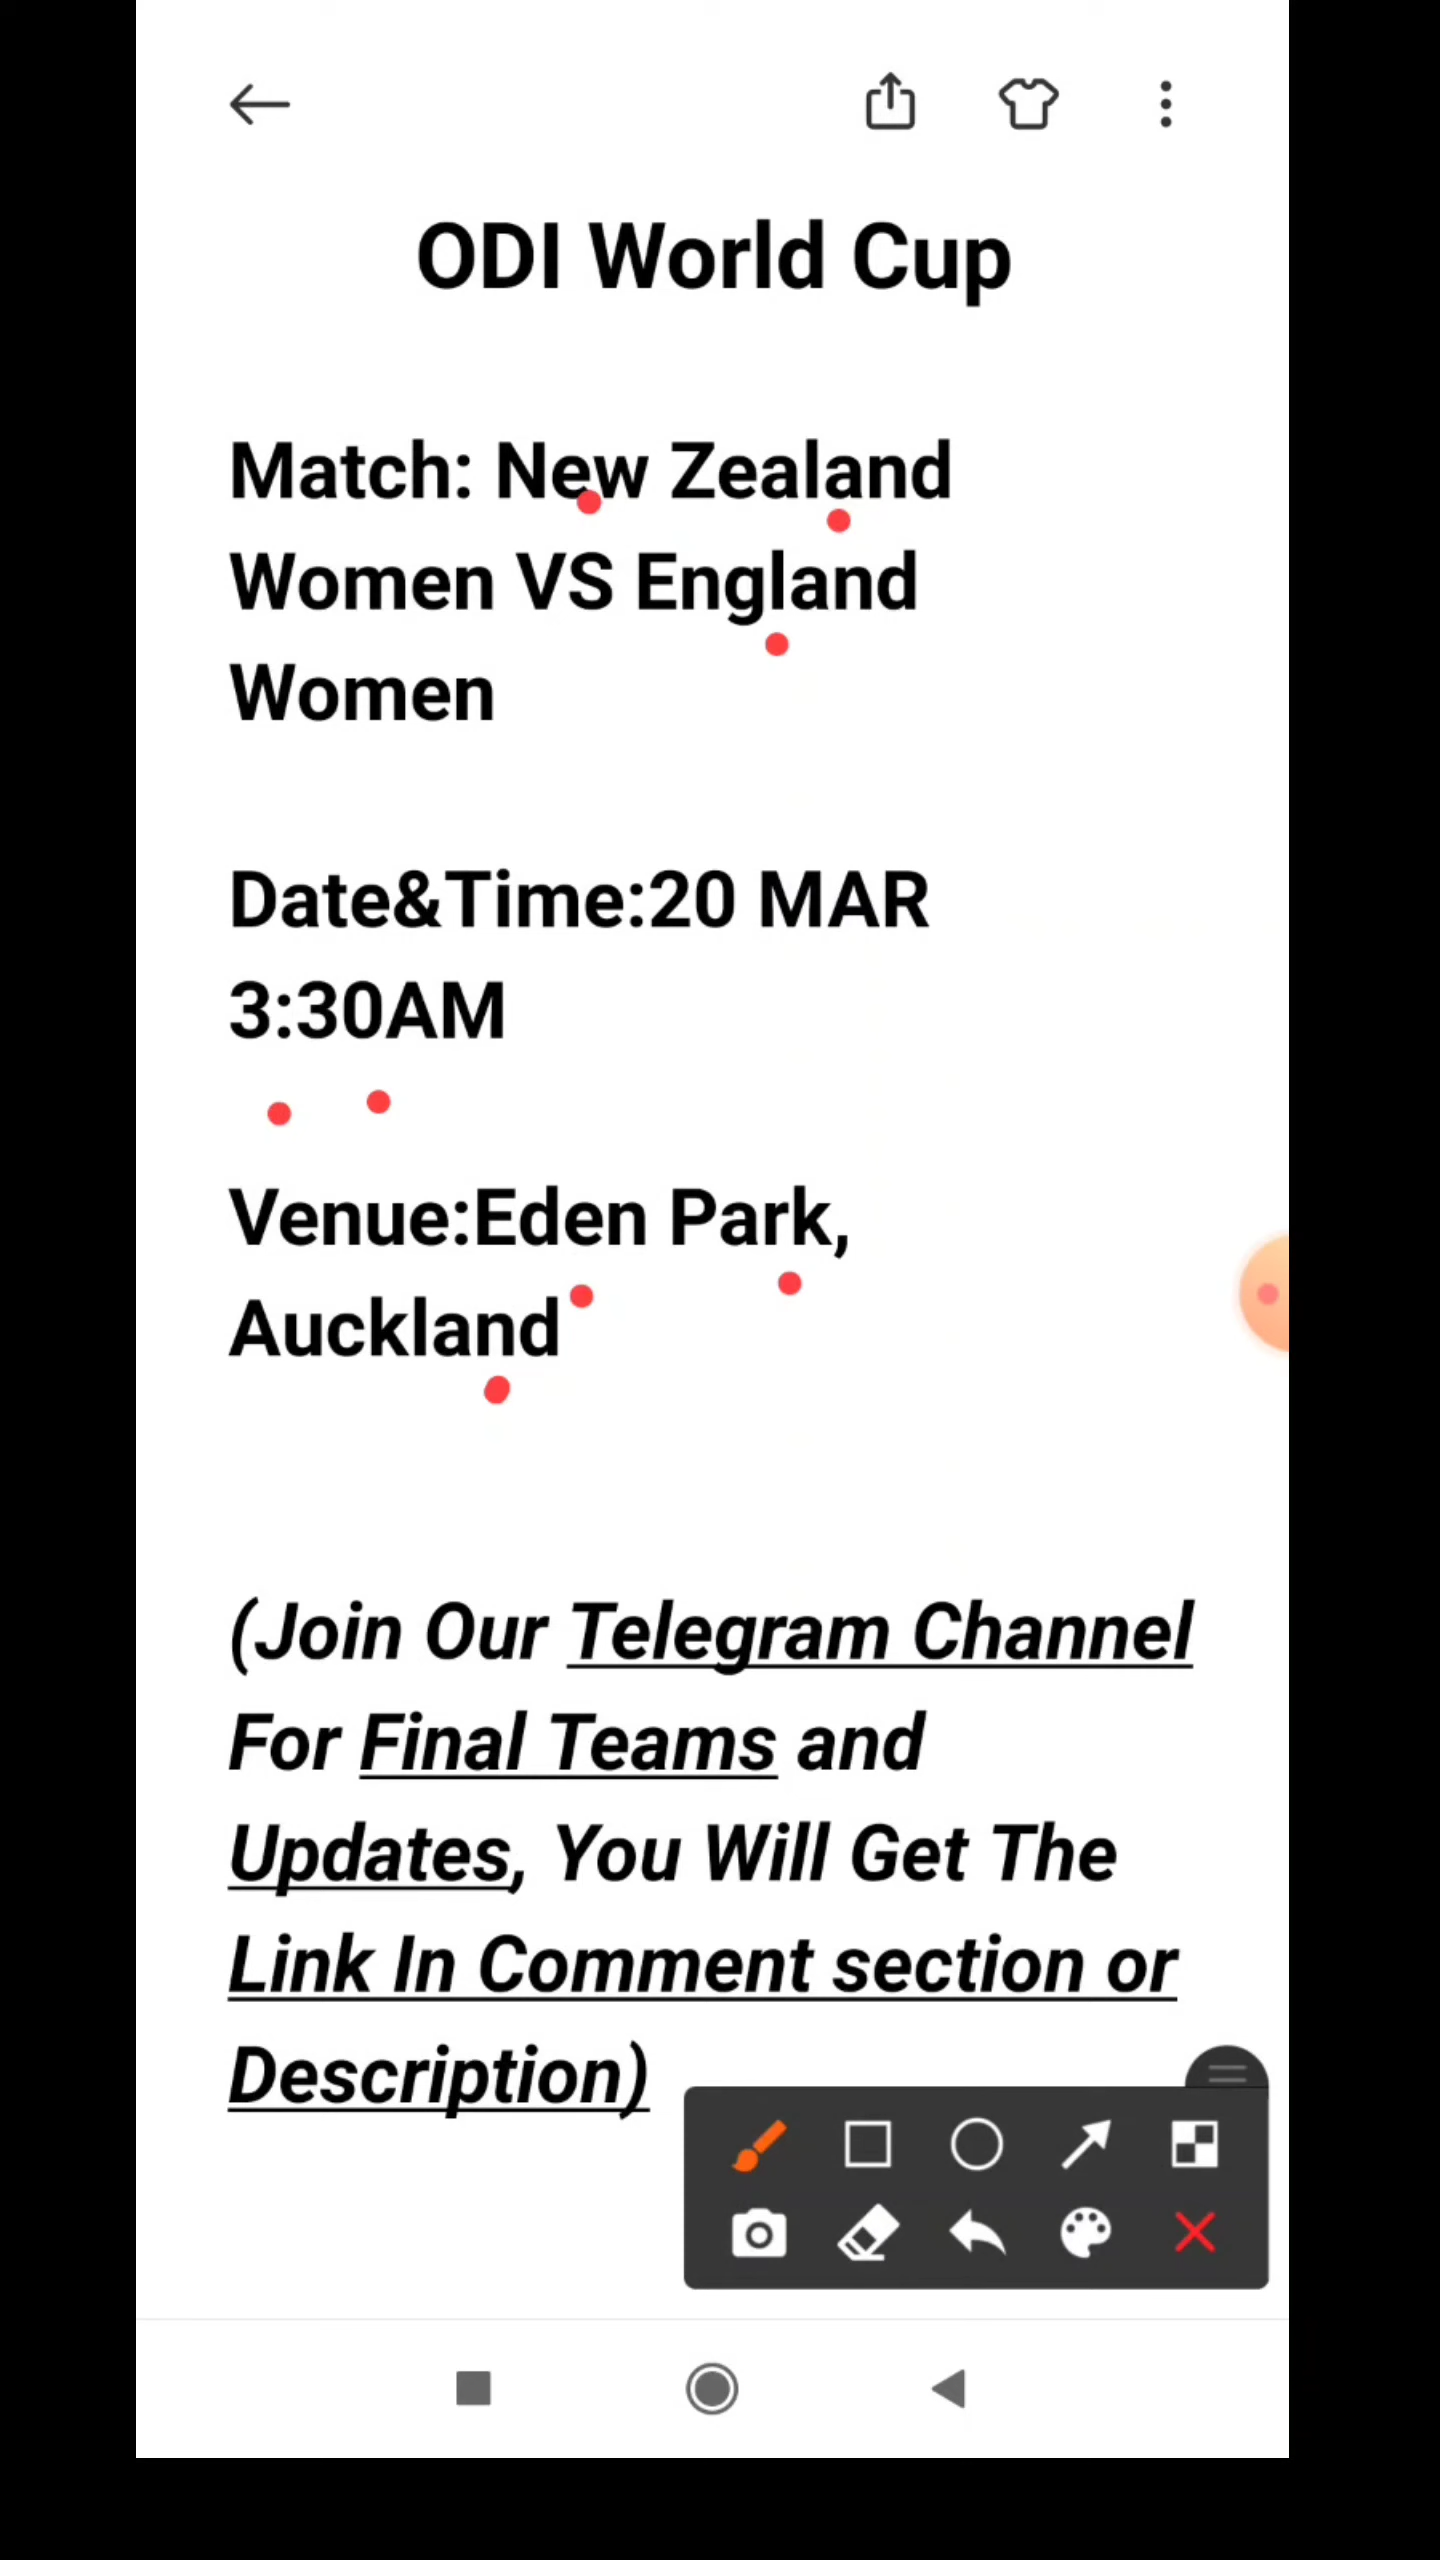 ODI World Cup
Match: New Zealand
Women VS England
Women
Date&Time:20 MAR
3:30AM
Venue:Eden Park,
Auckland
(Join Our Telegram Channel
For Final Teams and
Updates, You Will Get The
Link In Comment section or
Description)